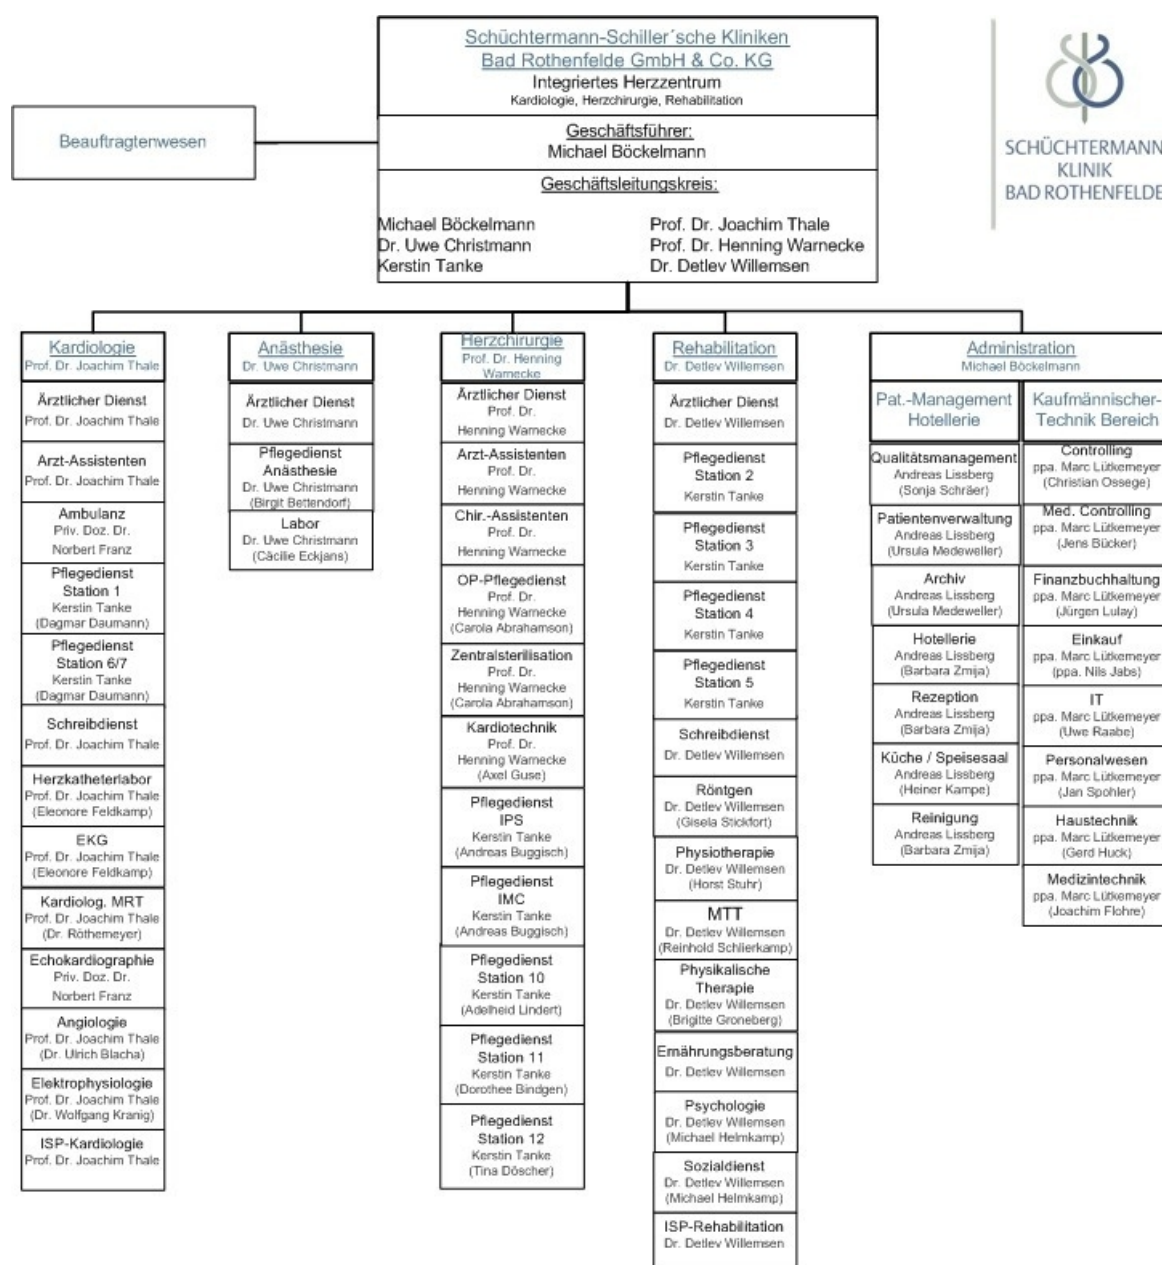 Schüchtermann-Schiller´sche Kliniken
Bad Rothenfelde GmbH & Co. KG
Integriertes Herzzentrum
Kardiologie, Herzchirurgie, Rehabilitation
Geschäftsführer:
Michael Böckelmann
Geschäftsleitungskreis:
Michael Böckelmann
Dr. Uwe Christmann
Kerstin Tanke
Prof. Dr. Joachim Thale
Prof. Dr. Henning Warnecke
Dr. Detlev Willemsen
Beauftragtenwesen
SCHÜCHTERMANN
KLINIK
BAD ROTHENFELDE
Kardiologie
Prof. Dr. Joachim Thale
Ärztlicher Dienst
Prof. Dr. Joachim Thale
Arzt-Assistenten
Prof. Dr. Joachim Thale
Ambulanz
Priv. Doz. Dr.
Norbert Franz
Pflegedienst
Station 1
Kerstin Tanke
(Dagmar Daumann)
Pflegedienst
Station 6/7
Kerstin Tanke
(Dagmar Daumann)
Schreibdienst
Prof. Dr. Joachim Thale
Herzkatheterlabor
Prof. Dr. Joachim Thale
(Eleonore Feldkamp)
EKG
Prof. Dr. Joachim Thale
(Eleonore Feldkamp)
Kardiolog. MRT
Prof. Dr. Joachim Thale
(Dr. Röthemeyer)
Echokardiographie
Priv. Doz. Dr.
Norbert Franz
Angiologie
Prof. Dr. Joachim Thale
(Dr. Ulrich Blacha)
Elektrophysiologie
Prof. Dr. Joachim Thale
(Dr. Wolfgang Kranig)
ISP-Kardiologie
Prof. Dr. Joachim Thale
Anästhesie
Dr. Uwe Christmann
Ärztlicher Dienst
Dr. Uwe Christmann
Pflegedienst
Anästhesie
Dr. Uwe Christmann
(Birgit Bettendorf)
Labor
Dr. Uwe Christmann
(Cäcilie Eckjans)
Herzchirurgie
Prof. Dr. Henning
Warnecke
Ärztlicher Dienst
Prof. Dr.
Henning Warnecke
Arzt-Assistenten
Prof. Dr.
Henning Warnecke
Chir.-Assistenten
Prof. Dr.
Henning Warnecke
OP-Pflegedienst
Prof. Dr.
Henning Warnecke
(Carola Abrahamson)
Zentralsterilisation
Prof. Dr.
Henning Warnecke
(Carola Abrahamson)
Kardiotechnik
Prof. Dr.
Henning Warnecke
(Axel Guse)
Pflegedienst
IPS
Kerstin Tanke
(Andreas Buggisch)
Pflegedienst
IMC
Kerstin Tanke
(Andreas Buggisch)
Pflegedienst
Station 10
Kerstin Tanke
(Adelheid Lindert)
Pflegedienst
Station 11
Kerstin Tanke
(Dorothee Bindgen)
Pflegedienst
Station 12
Kerstin Tanke
(Tina Döscher)
Rehabilitation
Dr. Detlev Willemsen
Ärztlicher Dienst
Dr. Detlev Willemsen
Pflegedienst
Station 2
Kerstin Tanke
Pflegedienst
Station 3
Kerstin Tanke
Pflegedienst
Station 4
Kerstin Tanke
Pflegedienst
Station 5
Kerstin Tanke
Schreibdienst
Dr. Detlev Willemsen
Röntgen
Dr. Detlev Willemsen
(Gisela Stickfort)
Physiotherapie
Dr. Detlev Willemsen
(Horst Stuhr)
MTT
Dr. Detlev Willemsen
(Reinhold Schlierkamp)
Physikalische
Therapie
Dr. Detlev Willemsen
(Brigitte Groneberg)
Ernährungsberatung
Dr. Detlev Willemsen
Psychologie
Dr. Detlev Willemsen
(Michael Helmkamp)
Sozialdienst
Dr. Detlev Willemsen
(Michael Helmkamp)
ISP-Rehabilitation
Dr. Detlev Willemsen
Administration
Michael Böckelmann
Pat.-Management
Hotellerie
Qualitätsmanagement
Andreas Lissberg
(Sonja Schräer)
Patientenverwaltung
Andreas Lissberg
(Ursula Medeweller)
Archiv
Andreas Lissberg
(Ursula Medeweller)
Hotellerie
Andreas Lissberg
(Barbara Zmija)
Rezeption
Andreas Lissberg
(Barbara Zmija)
Küche / Speisesaal
Andreas Lissberg
(Heiner Kampe)
Reinigung
Andreas Lissberg
(Barbara Zmija)
Kaufmännischer-
Technik Bereich
Controlling
ppa. Marc Lütkemeyer
(Christian Ossege)
Med. Controlling
ppa. Marc Lütkemeyer
(Jens Bücker)
Finanzbuchhaltung
ppa. Marc Lütkemeyer
(Jürgen Lulay)
Einkauf
ppa. Marc Lütkemeyer
(ppa. Nils Jabs)
IT
ppa. Marc Lütkemeyer
(Uwe Raabe)
Personalwesen
ppa. Marc Lütkemeyer
(Jan Spohler)
Haustechnik
ppa. Marc Lütkemeyer
(Gerd Huck)
Medizintechnik
ppa. Marc Lütkemeyer
(Joachim Flohre)